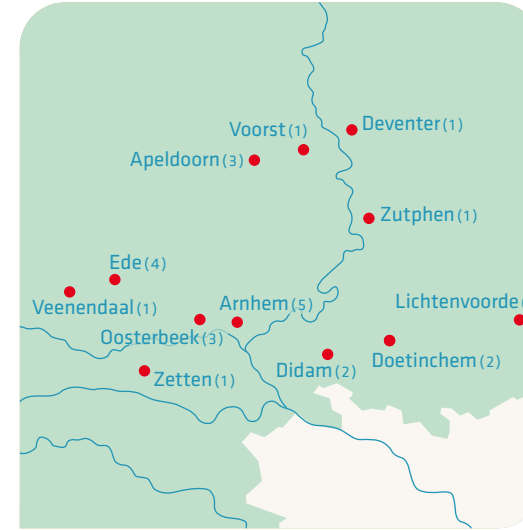 Deventer (1)
Voorst (1)
Apeldoorn (3)
Zutphen (1)
Ede (4)
Veenendaal (1)
Arnhem (5)
Lichtenvoorde (
Oosterbeek (3)
Doetinchem (2)
Didam (2)
Zetten (1)